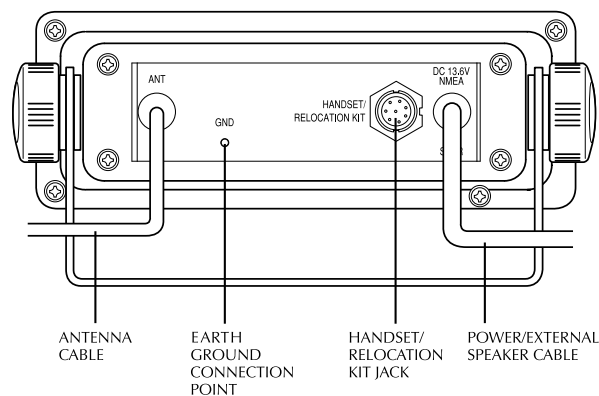 ANT
GND
HANDSET/
RELOCATION KIT
DC 13.6V
NMEA
ANTENNA
CABLE
EARTH
GROUND
CONNECTION
POINT
HANDSET/
RELOCATION
KIT JACK
POWER/EXTERNAL
SPEAKER CABLE